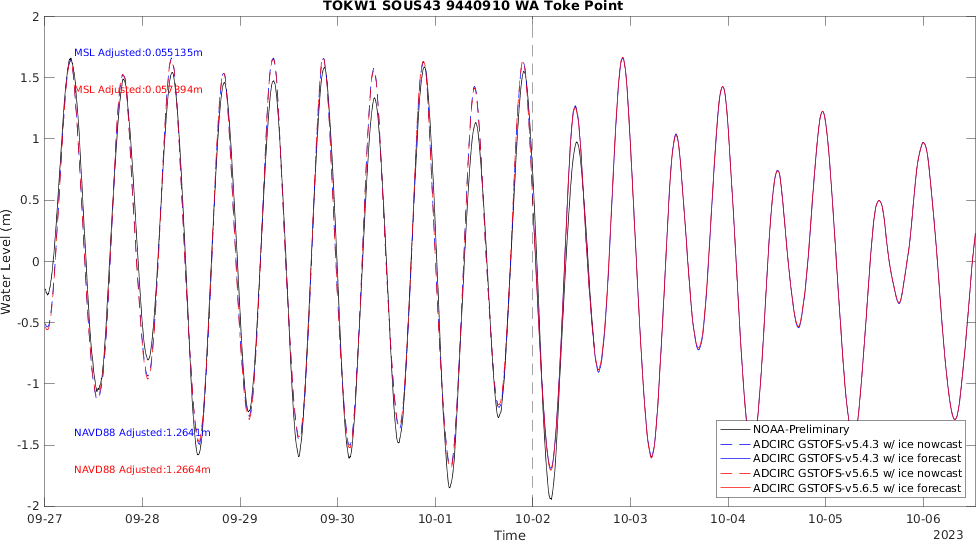 TOKW1 SOUS43 9440910 WA Toke Point
Water Level (m)
2
1.5
1
0.5
0
-0.5
-1
-1.5
-2
MSL Adjusted:0.055135m
MSL Adjusted:0.057394m
NAVD88 Adjusted:1.2641m
NAVD88 Adjusted:1.2664m
NOAA-Preliminary
ADCIRC GSTOFS-v5.4.3 w/ ice nowcast
ADCIRC GSTOFS-v5.4.3 w/ ice forecast
ADCIRC GSTOFS-v5.6.5 w/ ice nowcast
ADCIRC GSTOFS-v5.6.5 w/ ice forecast
09-27 09-28 09-29 09-30 10-01 10-02 10-03 10-04 10-05 10-06
Time
2023